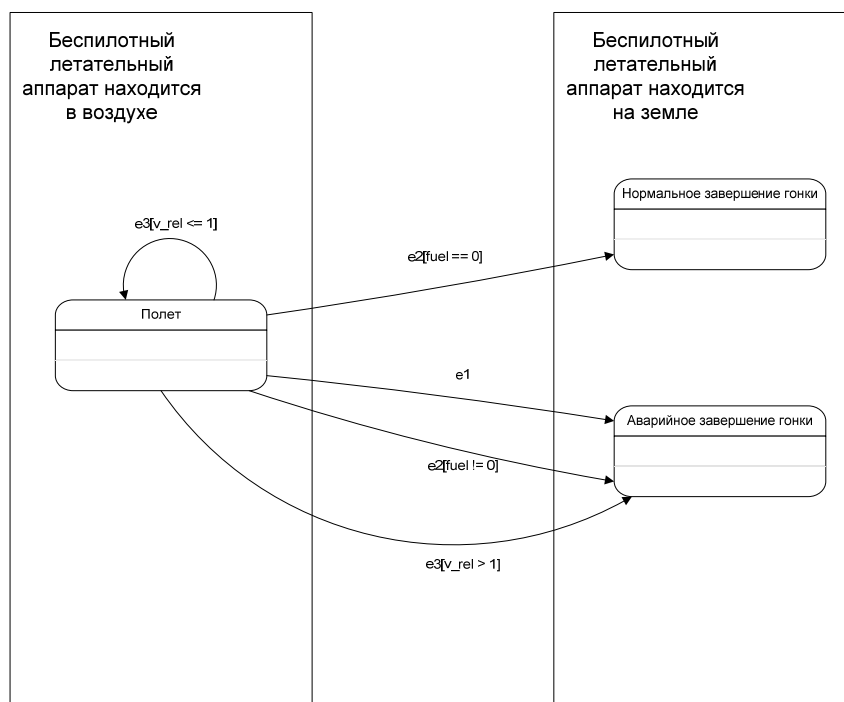 Беспилотный
летательный
аппарат находится
в воздухе
Беспилотный
летательный
аппарат находится
на земле
Нормальное завершение гонки
e3[v_rel <= 1]
e2[fuel == 0]
Полет
e1
Аварийное завершение гонки
e2[fuel != 0]
e3[v_rel > 1]